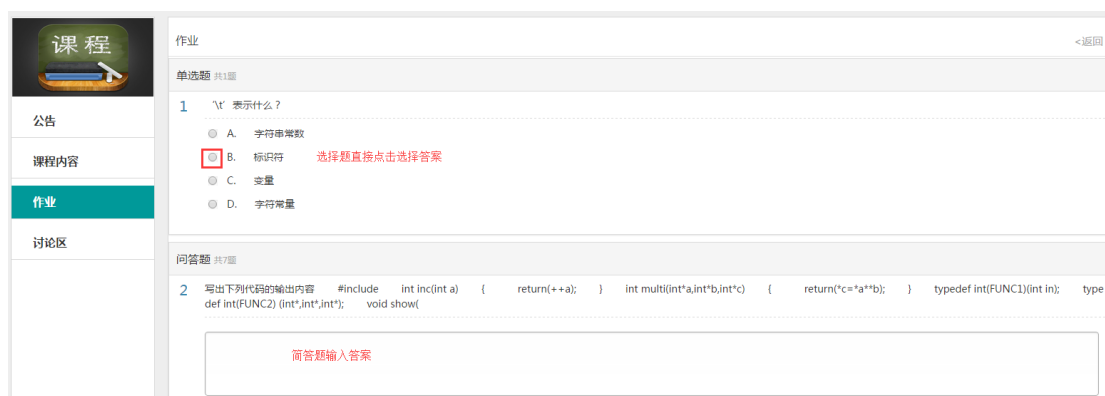 课程
公告
课程内容
作业
讨论区
作业
<返回
单选题 共1题
1 '\t' 表示什么？
A. 字符串常数
B. 标识符 选择题直接点击选择答案
C. 变量
D. 字符常量
问答题 共7题
2 写出下列代码的输出内容 #include int inc(int a) { return(++a); } int multi(int*a,int*b,int*c) { return(*c=*a**b); } typedef int(FUNC1)(int in); type
def int(FUNC2) (int*,int*,int*); void show(
简答题输入答案